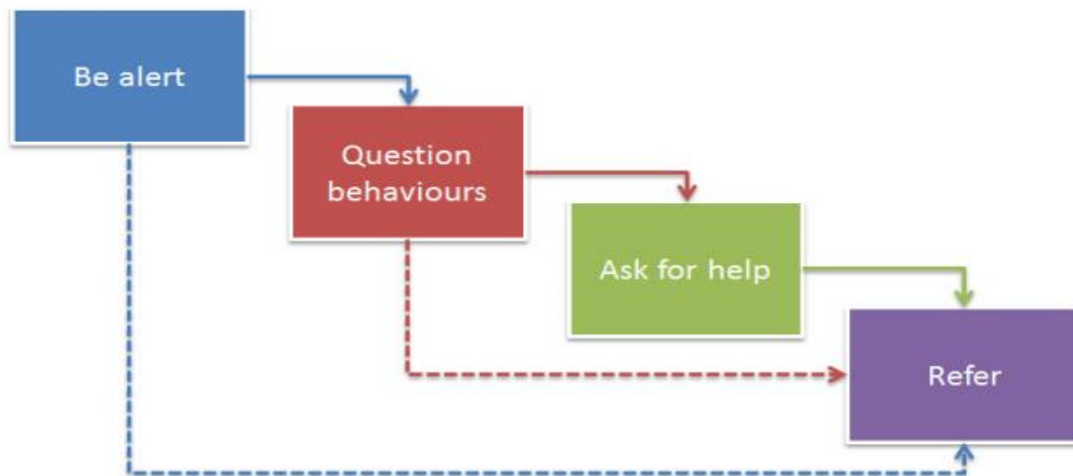 Be alert
Question
behaviours
Ask for help
Refer